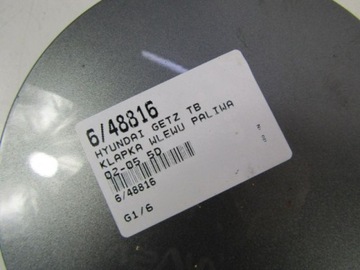 6/48816
HYUNDAI GETZ TB
KLAPKA WLEWU PALIWA
02-05 5D
6/48816
G1/6